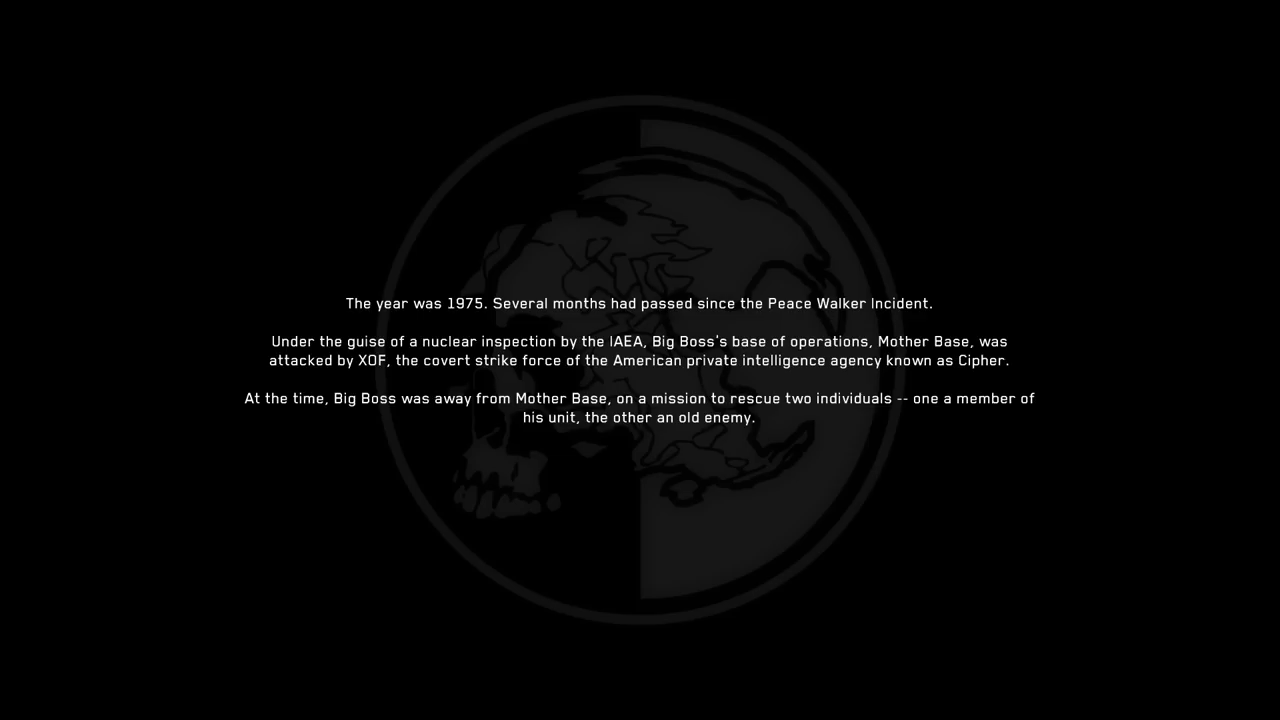 The year was 1975. Several months had passed since the Peace Walker Incident.
Under the guise of a nuclear inspection by the IAEA, Big Boss's base of operations, Mother Base, was
attacked by XOF, the covert strike force of the American private intelligence agency known as Cipher.
At the time, Big Boss was away from Mother Base, on a mission to rescue two individuals -- one a member of
his unit, the other an old enemy.